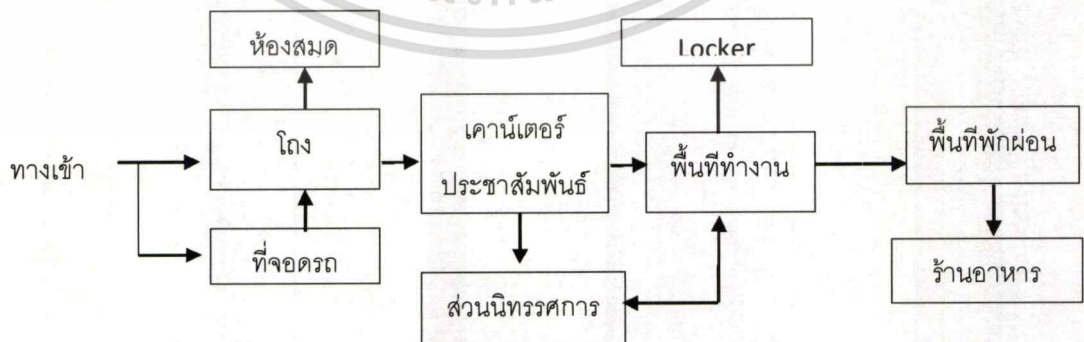 ห้องสมด
Locker
โถง
เคาน์เตอร์
ประชาสัมพันธ์
ทางเข้า
พื้นที่ทำงาน
พื้นที่พักผ่อน
ที่จอดรถ
ส่วนนิทรรศการ
ร้านอาหาร